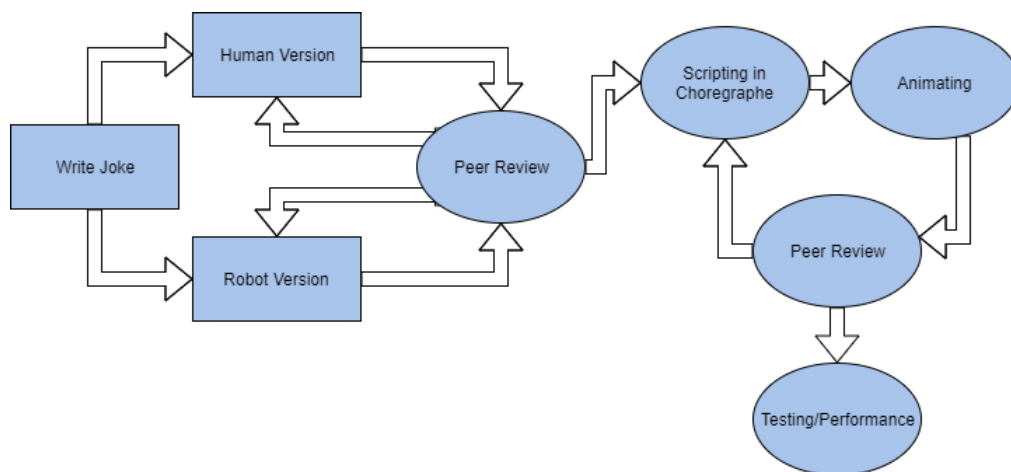 Write Joke
Human Version
Robot Version
Peer Review
Scripting in
Choregraphe
Animating
Peer Review
Testing/Performance